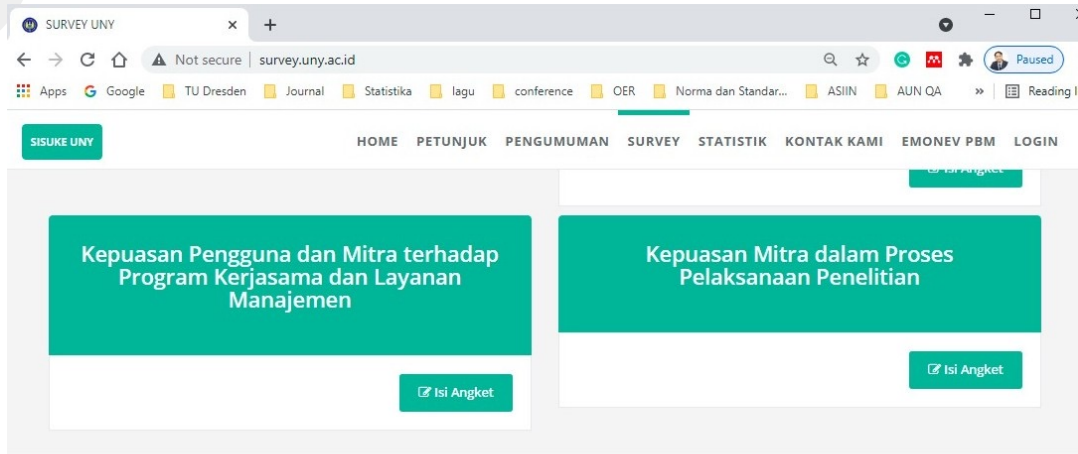 SURVEY UNY
Not secure | survey.uny.ac.id
Paused
Apps Google TU Dresden Journal Statistika lagu conference OER Norma dan Standar... ASIIN AUN QA » Reading l
SISUKE UNY HOME PETUNJUK PENGUMUMAN SURVEY STATISTIK KONTAK KAMI EMONEV PBM LOGIN
Isi Angket
Kepuasan Pengguna dan Mitra terhadap
Program Kerjasama dan Layanan
Manajemen
Isi Angket
Kepuasan Mitra dalam Proses
Pelaksanaan Penelitian
Isi Angket